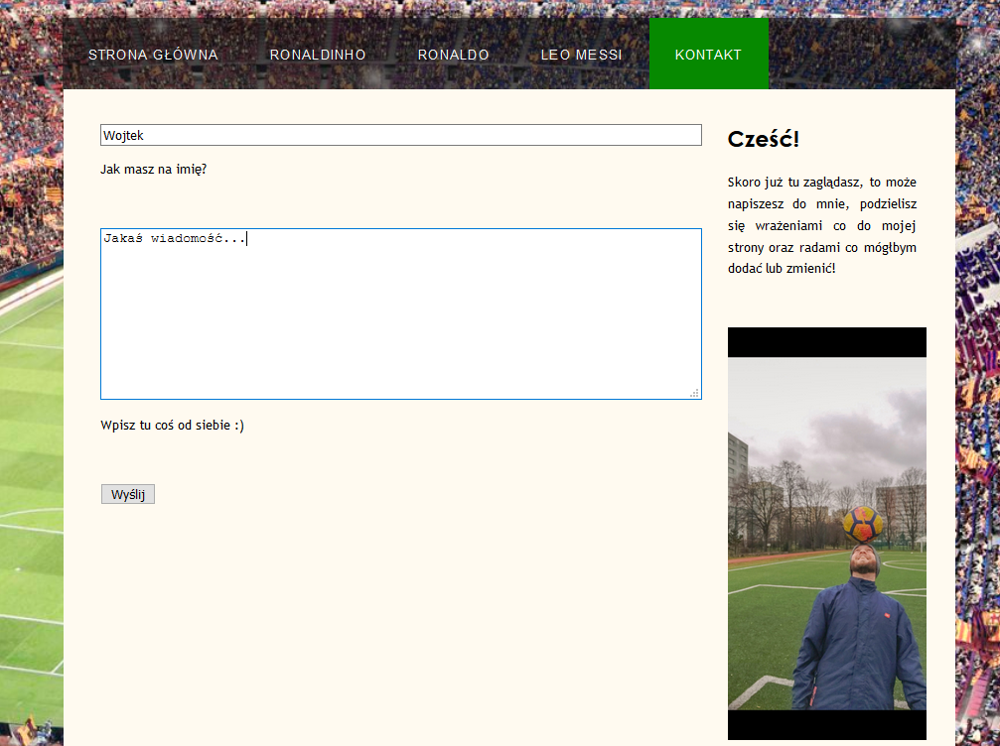 STRONA GŁÓWNA RONALDINHO RONALDO LEO MESSI KONTAKT
Wojtek
Jak masz na imię?
Jakaś wiadomość...
Wpisz tu coś od siebie :)
Wyślij
Cześć!
Skoro już tu zaglądasz, to może
napiszesz do mnie, podzielisz
się wrażeniami co do mojej
strony oraz radami co mógłbym
dodać lub zmienić!